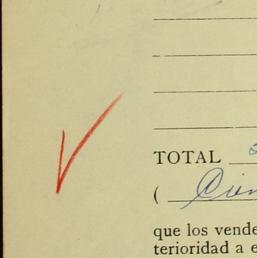 TOTAL
(
que los vende
terioridad a e